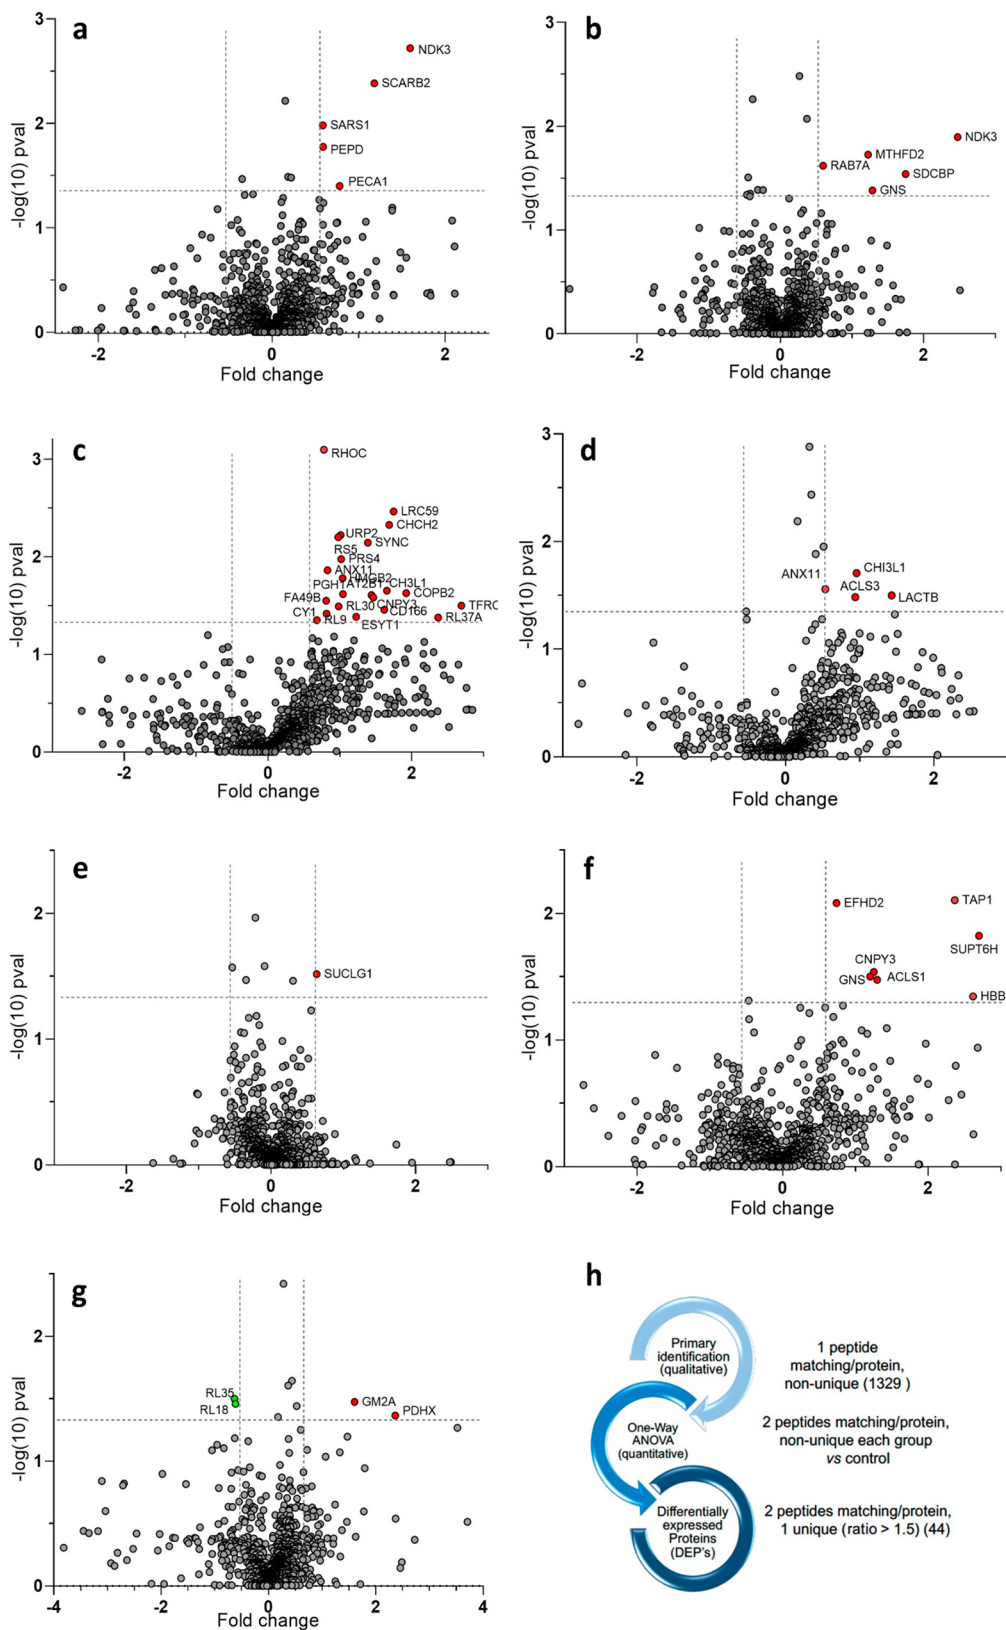 a
3
2
1
0
-log(10) pval
NDK3
SCARB2
SARS1
PEPD
PECA1
-2
0
2
Fold change
b
3
2
1
0
-log(10) pval
NDK3
MTHFD2
RAB7A
SDCBP
GNS
-2
0
2
Fold change
c
3
2
1
0
-log(10) pval
RHOC
LRC59
CHCH2
URP2
SYNC
RS5
PRS4
ANX11
HMGB2
PGH1
AT2B1
CH3L1
COPB2
FA49B
RL30
CNPY3
TFRC
CY1
CD166
RL9
ESYT1
RL37A
-2
0
2
Fold change
d
3
2
1
0
-log(10) pval
CHI3L1
ANX11
ACLS3
LACTB
-2
0
2
Fold change
e
2
1
0
-log(10) pval
SUCLG1
-2
0
2
Fold change
f
2
1
0
-log(10) pval
EFHD2
TAP1
SUPT6H
CNPY3
GNS
ACLS1
HBB
-2
0
2
Fold change
g
2
1
0
-log(10) pval
RL35
RL18
GM2A
PDHX
-4
-2
0
2
4
Fold change
h
Primary
identification
(qualitative)
1 peptide
matching/protein,
non-unique (1329 )
One-Way
ANOVA
(quantitative)
2 peptides matching/protein,
non-unique each group
vs control
Differentially
expressed
Proteins
(DEP's)
2 peptides matching/protein,
1 unique (ratio > 1.5) (44)